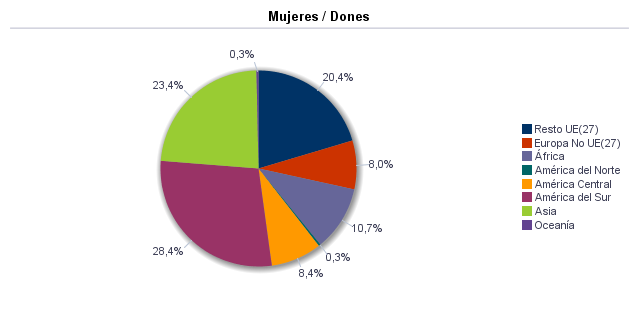 Mujeres / Dones
0,3%
20,4%
23,4%
8,0%
10,7%
28,4%
0,3%
8,4%
Resto UE(27)
Europa No UE(27)
África
América del Norte
América Central
América del Sur
Asia
Oceanía